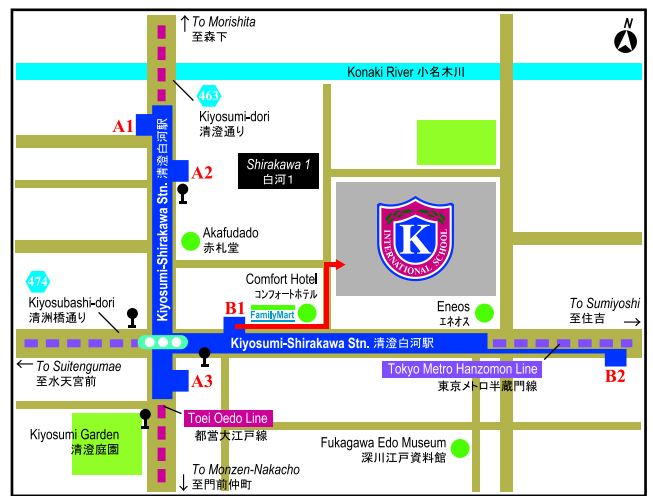 To Morishita
至森下
N
Konaki River 小名木川
463
Kiyosumi-dori
清澄通り
A1
A2
Kiyosumi-Shirakawa Stn. 清澄白河駅
Shirakawa 1
白河1
K
INTERNATIONAL SCHOOL
Akafudado
赤札堂
474
Kiyosubashi-dori
清洲橋通り
Comfort Hotel
コンフォートホテル
B1
FamilyMart
Eneos
エネオス
To Sumiyoshi
至住吉
Kiyosumi-Shirakawa Stn. 清澄白河駅
To Suitengumae
至水天宮前
Tokyo Metro Hanzomon Line
東京メトロ半蔵門線
B2
A3
Toei Oedo Line
都営大江戸線
Kiyosumi Garden
清澄庭園
Fukagawa Edo Museum
深川江戸資料館
To Monzen-Nakacho
至門前仲町